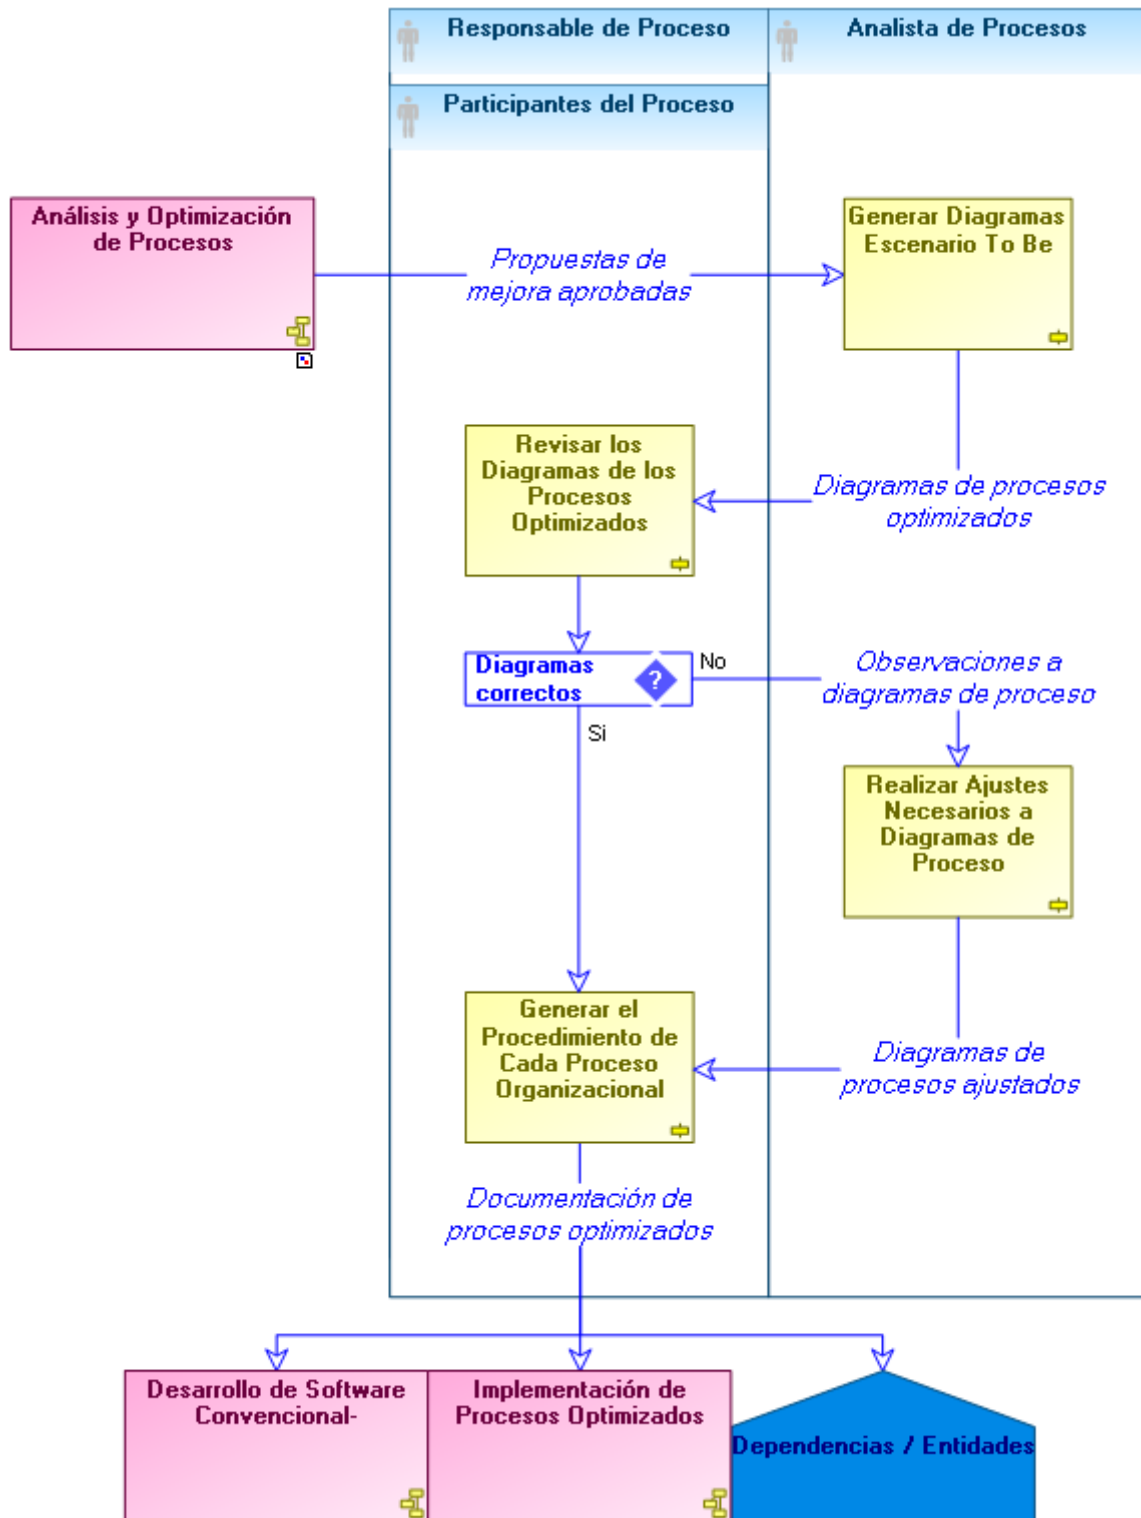 Responsable de Proceso
Analista de Procesos
Participantes del Proceso
Análisis y Optimización
de Procesos
Propuestas de
mejora aprobadas
Generar Diagramas
Escenario To Be
Revisar los
Diagramas de los
Procesos
Optimizados
Diagramas de procesos
optimizados
Diagramas
correctos
?
No
Observaciones a
diagramas de proceso
Si
Realizar Ajustes
Necesarios a
Diagramas de
Proceso
Generar el
Procedimiento de
Cada Proceso
Organizacional
Diagramas de
procesos ajustados
Documentación de
procesos optimizados
Desarrollo de Software
Convencional-
Implementación de
Procesos Optimizados
Dependencias / Entidades